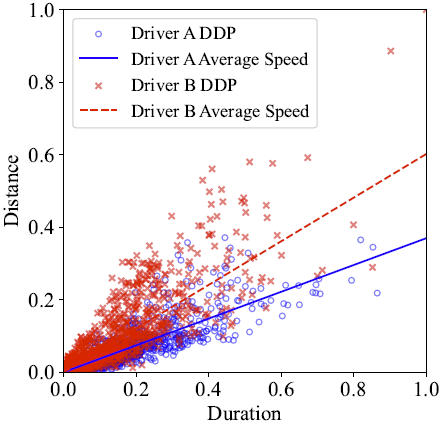 1.0
0.8
0.6
0.4
0.2
0.0
Distance
Driver A DDP
Driver A Average Speed
Driver B DDP
Driver B Average Speed
0.0 0.2 0.4 0.6 0.8 1.0
Duration